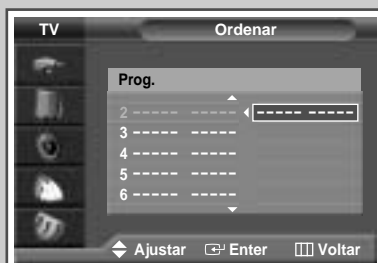 TV Ordenar
Prog.
2 ----- ----- ----- -----
3 ----- -----
4 ----- -----
5 ----- -----
6 ----- -----
Ajustar Enter Voltar